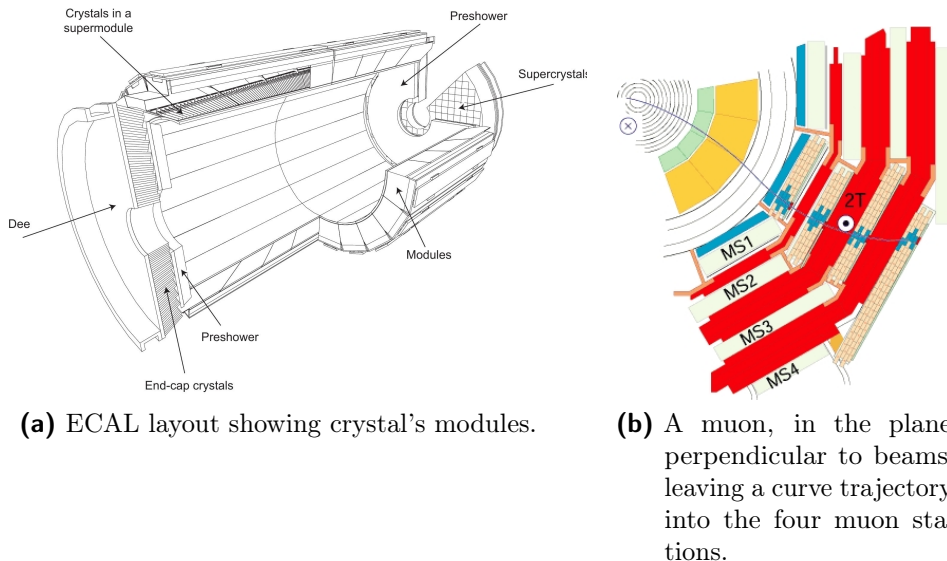 Crystals in a
supermodule
Preshower
Supercrystals
Dee
Modules
Preshower
End-cap crystals
2T
MS1
MS2
MS3
MS4
(a) ECAL layout showing crystal's modules.
(b) A muon, in the plane
perpendicular to beams
leaving a curve trajectory
into the four muon sta
tions.